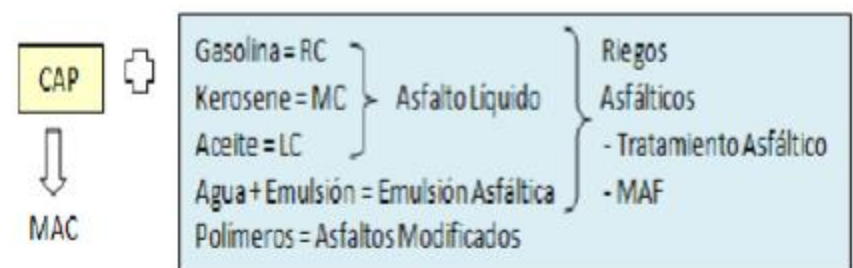 CAP
MAC
Gasolina = RC
Kerosene = MC
Aceite = LC
Asfalto Líquido
Agua + Emulsión = Emulsión Asfáltica
Polímeros = Asfaltos Modificados
Riegos
Asfálticos
- Tratamiento Asfáltico
- MAF